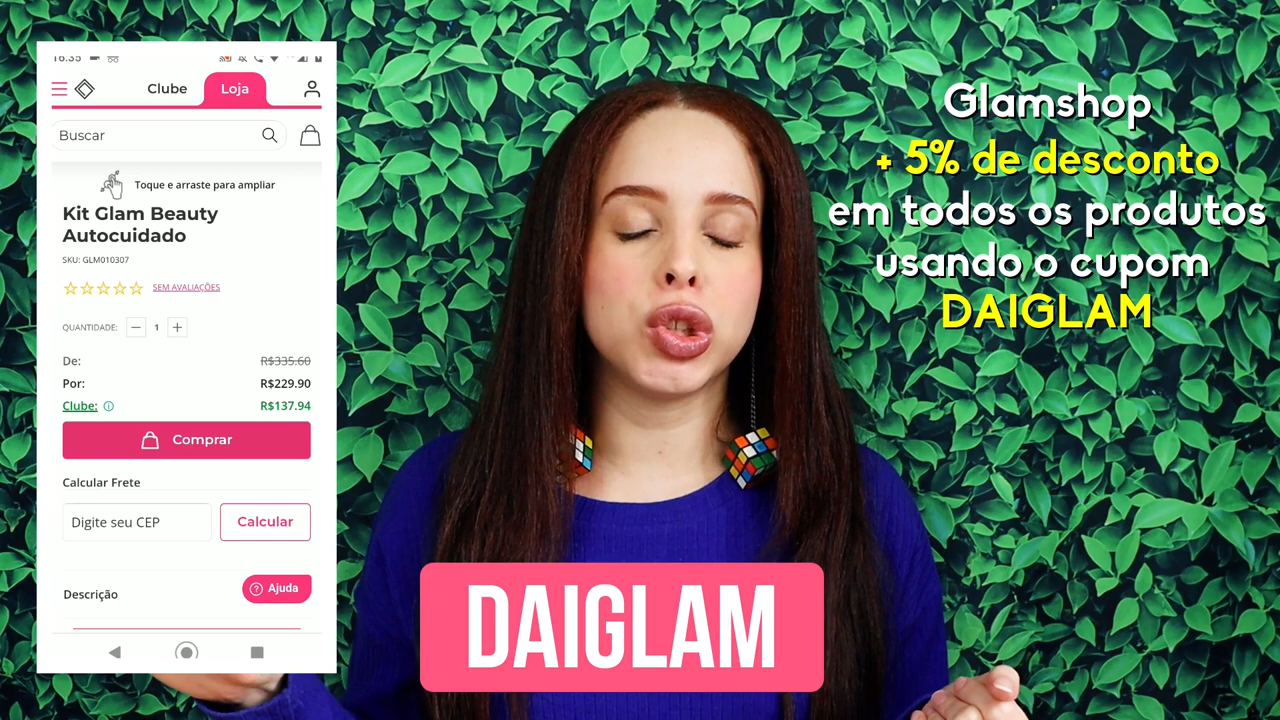 16:35
Clube
Loja
Buscar
Toque e arraste para ampliar
Kit Glam Beauty
Autocuidado
SKU: GLM010307
SEM AVALIAÇÕES
QUANTIDADE: 1
De: R$335.60
Por: R$229.90
Clube: R$137.94
Comprar
Calcular Frete
Digite seu CEP
Calcular
Descrição
Ajuda
Glamshop
+ 5% de desconto
em todos os produtos
usando o cupom
DAIGLAM
DAIGLAM